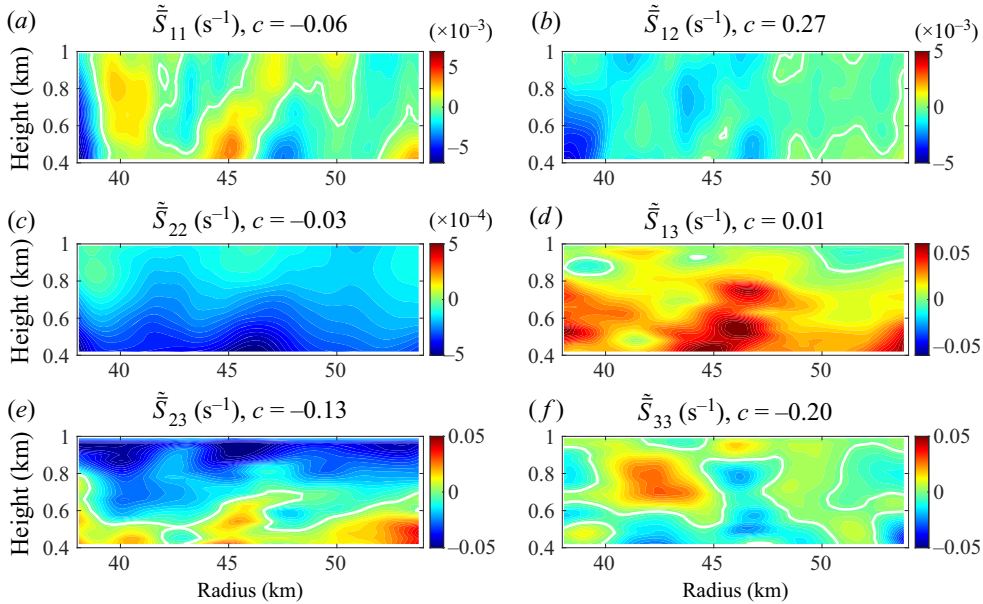 (a) S̃̄₁₁ (s⁻¹), c = –0.06 (×10⁻³)
Height (km)
1
0.8
0.6
0.4
40 45 50
5
0
–5
(b) S̃̄₁₂ (s⁻¹), c = 0.27 (×10⁻³)
1
0.8
0.6
0.4
40 45 50
5
0
–5
(c) S̃̄₂₂ (s⁻¹), c = –0.03 (×10⁻⁴)
1
0.8
0.6
0.4
40 45 50
5
0
–5
(d) S̃̄₁₃ (s⁻¹), c = 0.01
1
0.8
0.6
0.4
40 45 50
0.05
0
–0.05
(e) S̃̄₂₃ (s⁻¹), c = –0.13
Height (km)
1
0.8
0.6
0.4
40 45 50
Radius (km)
0.05
0
–0.05
(f) S̃̄₃₃ (s⁻¹), c = –0.20
1
0.8
0.6
0.4
40 45 50
Radius (km)
0.05
0
–0.05